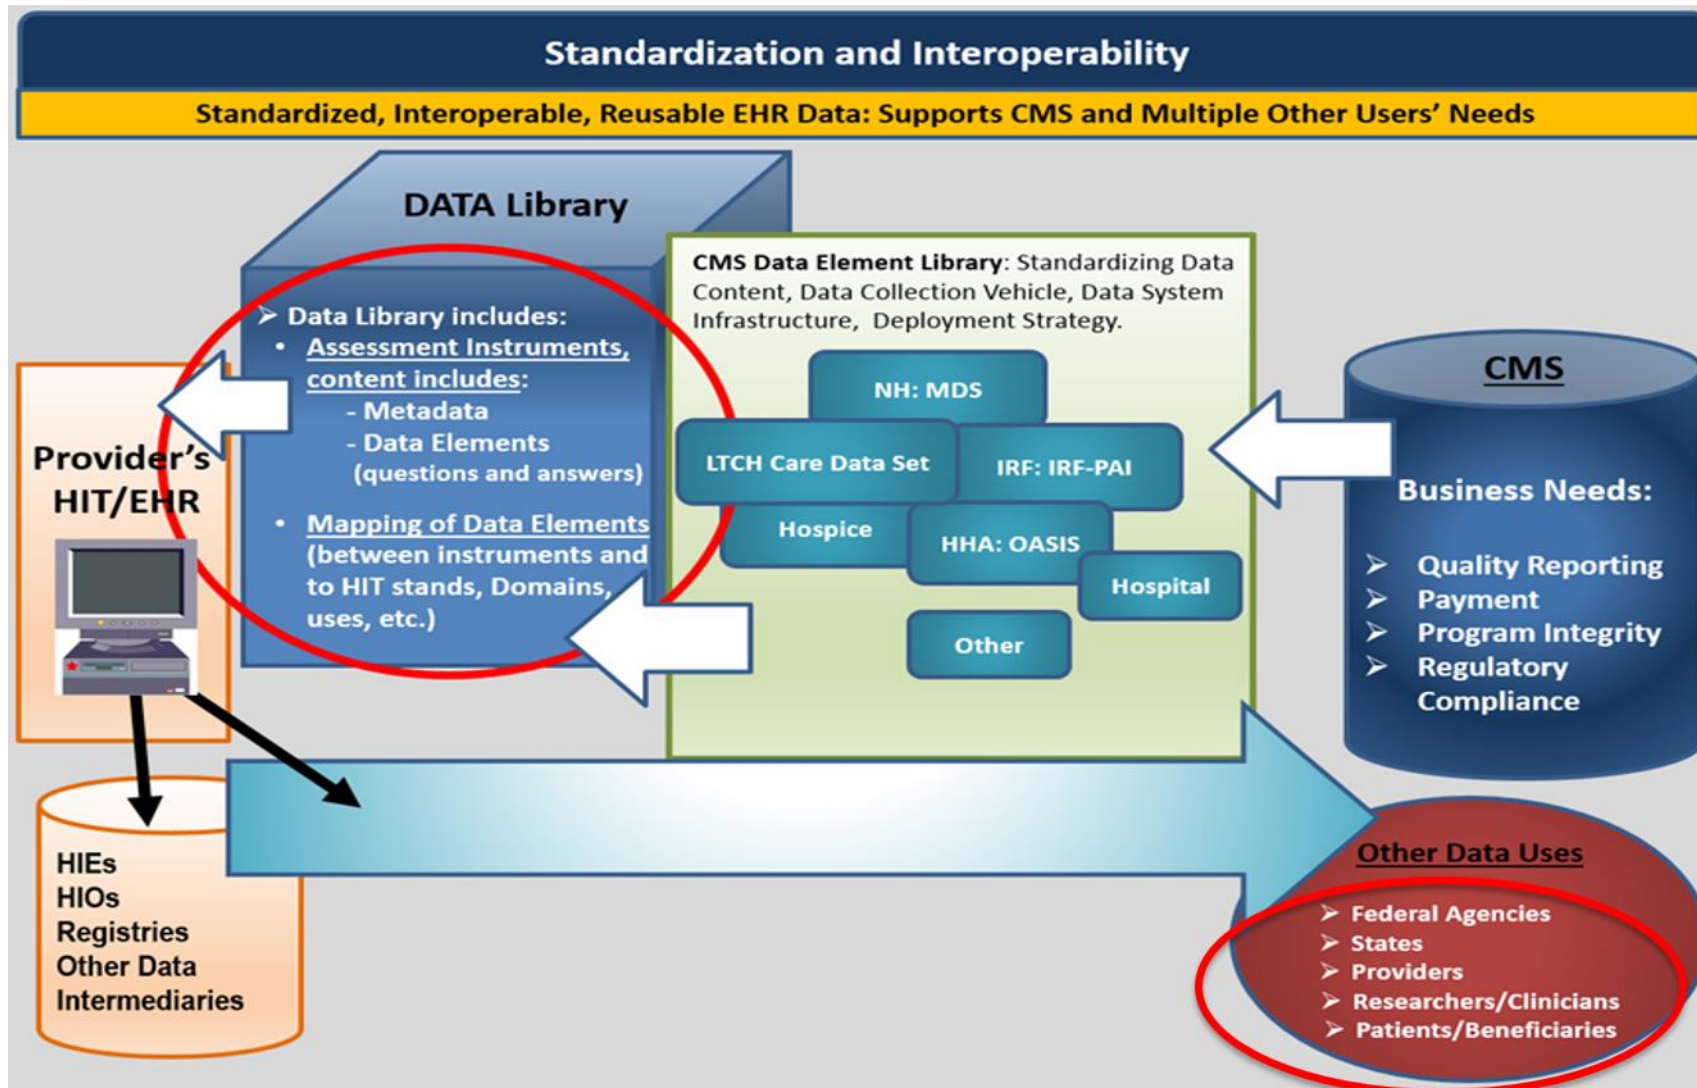 Standardization and Interoperability
Standardized, Interoperable, Reusable EHR Data: Supports CMS and Multiple Other Users' Needs
DATA Library
➢ Data Library includes:
• Assessment Instruments,
content includes:
- Metadata
- Data Elements
(questions and answers)
• Mapping of Data Elements
(between instruments and
to HIT stands, Domains,
uses, etc.)
CMS Data Element Library: Standardizing Data
Content, Data Collection Vehicle, Data System
Infrastructure, Deployment Strategy.
NH: MDS
LTCH Care Data Set
IRF: IRF-PAI
Hospice
HHA: OASIS
Hospital
Other
CMS
Business Needs:
➢ Quality Reporting
➢ Payment
➢ Program Integrity
➢ Regulatory
Compliance
Provider's
HIT/EHR
HIEs
HIOs
Registries
Other Data
Intermediaries
Other Data Uses
➢ Federal Agencies
➢ States
➢ Providers
➢ Researchers/Clinicians
➢ Patients/Beneficiaries